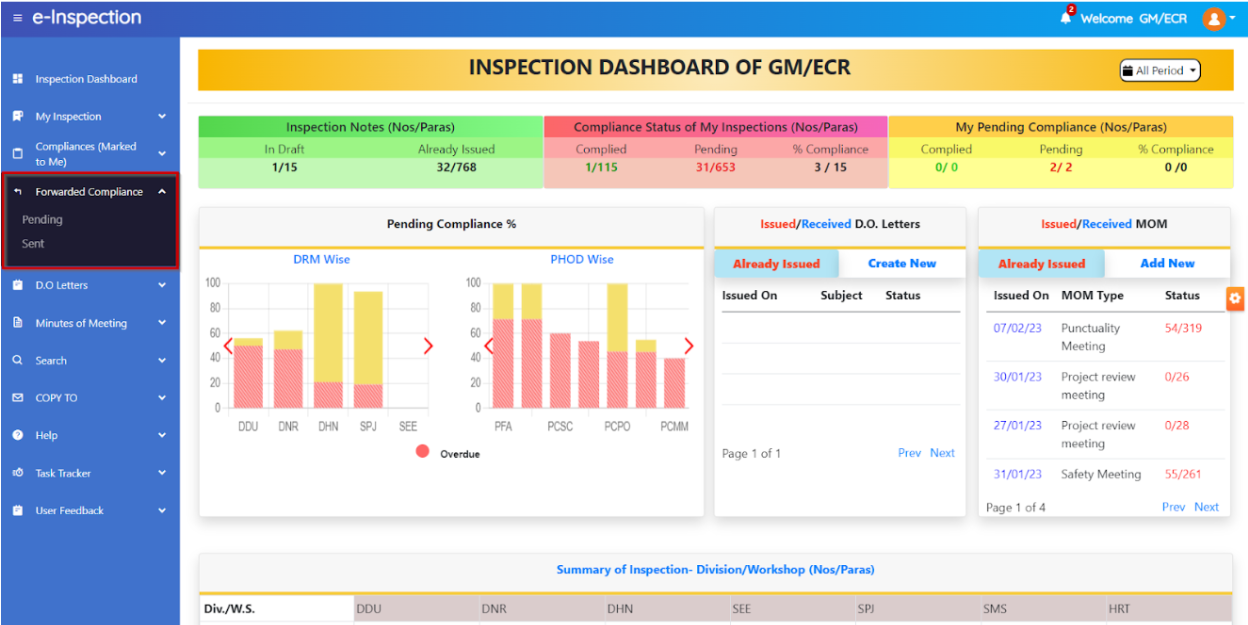 ≡ e-Inspection
2
Welcome GM/ECR
Inspection Dashboard
My Inspection
Compliances (Marked
to Me)
Forwarded Compliance
Pending
Sent
D.O Letters
Minutes of Meeting
Search
COPY TO
Help
Task Tracker
User Feedback
INSPECTION DASHBOARD OF GM/ECR
All Period
Inspection Notes (Nos/Paras)
In Draft Already Issued
1/15 32/768
Compliance Status of My Inspections (Nos/Paras)
Complied Pending % Compliance
1/115 31/653 3 / 15
My Pending Compliance (Nos/Paras)
Complied Pending % Compliance
0/ 0 2/ 2 0 /0
Pending Compliance %
DRM Wise
100
80
60
40
20
0
DDU DNR DHN SPJ SEE
PHOD Wise
100
80
60
40
20
0
PFA PCSC PCPO PCMM
Overdue
Issued/Received D.O. Letters
Already Issued Create New
Issued On Subject Status
Page 1 of 1 Prev Next
Issued/Received MOM
Already Issued Add New
Issued On MOM Type Status
07/02/23 Punctuality 54/319
Meeting
30/01/23 Project review 0/26
meeting
27/01/23 Project review 0/28
meeting
31/01/23 Safety Meeting 55/261
Page 1 of 4 Prev Next
Summary of Inspection- Division/Workshop (Nos/Paras)
Div./W.S. DDU DNR DHN SEE SPJ SMS HRT